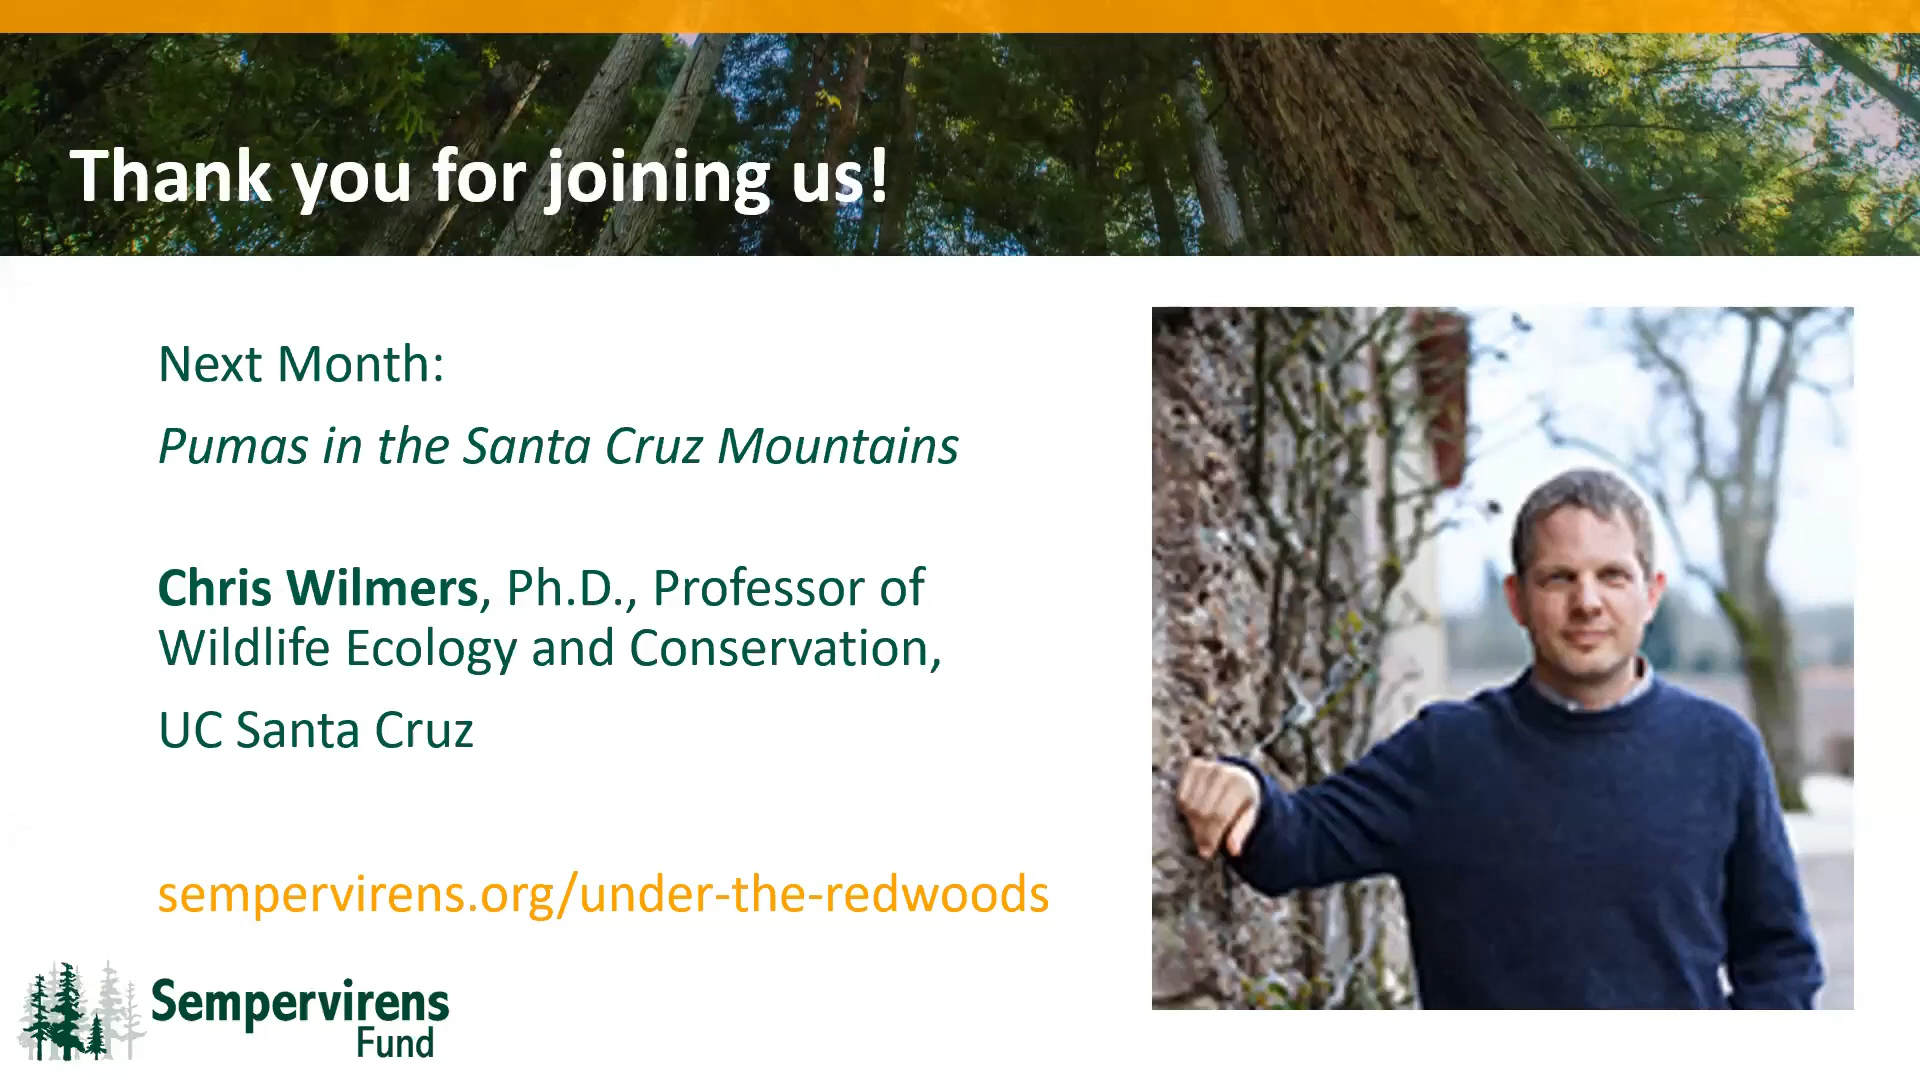 Thank you for joining us!
Next Month:
Pumas in the Santa Cruz Mountains
Chris Wilmers, Ph.D., Professor of
Wildlife Ecology and Conservation,
UC Santa Cruz
sempervirens.org/under-the-redwoods
Sempervirens
Fund